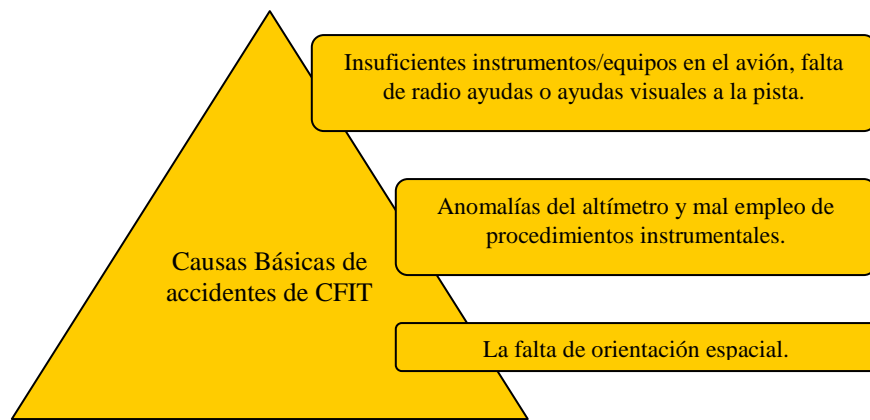 Insuficientes instrumentos/equipos en el avión, falta
de radio ayudas o ayudas visuales a la pista.
Anomalías del altímetro y mal empleo de
procedimientos instrumentales.
Causas Básicas de
accidentes de CFIT
La falta de orientación espacial.